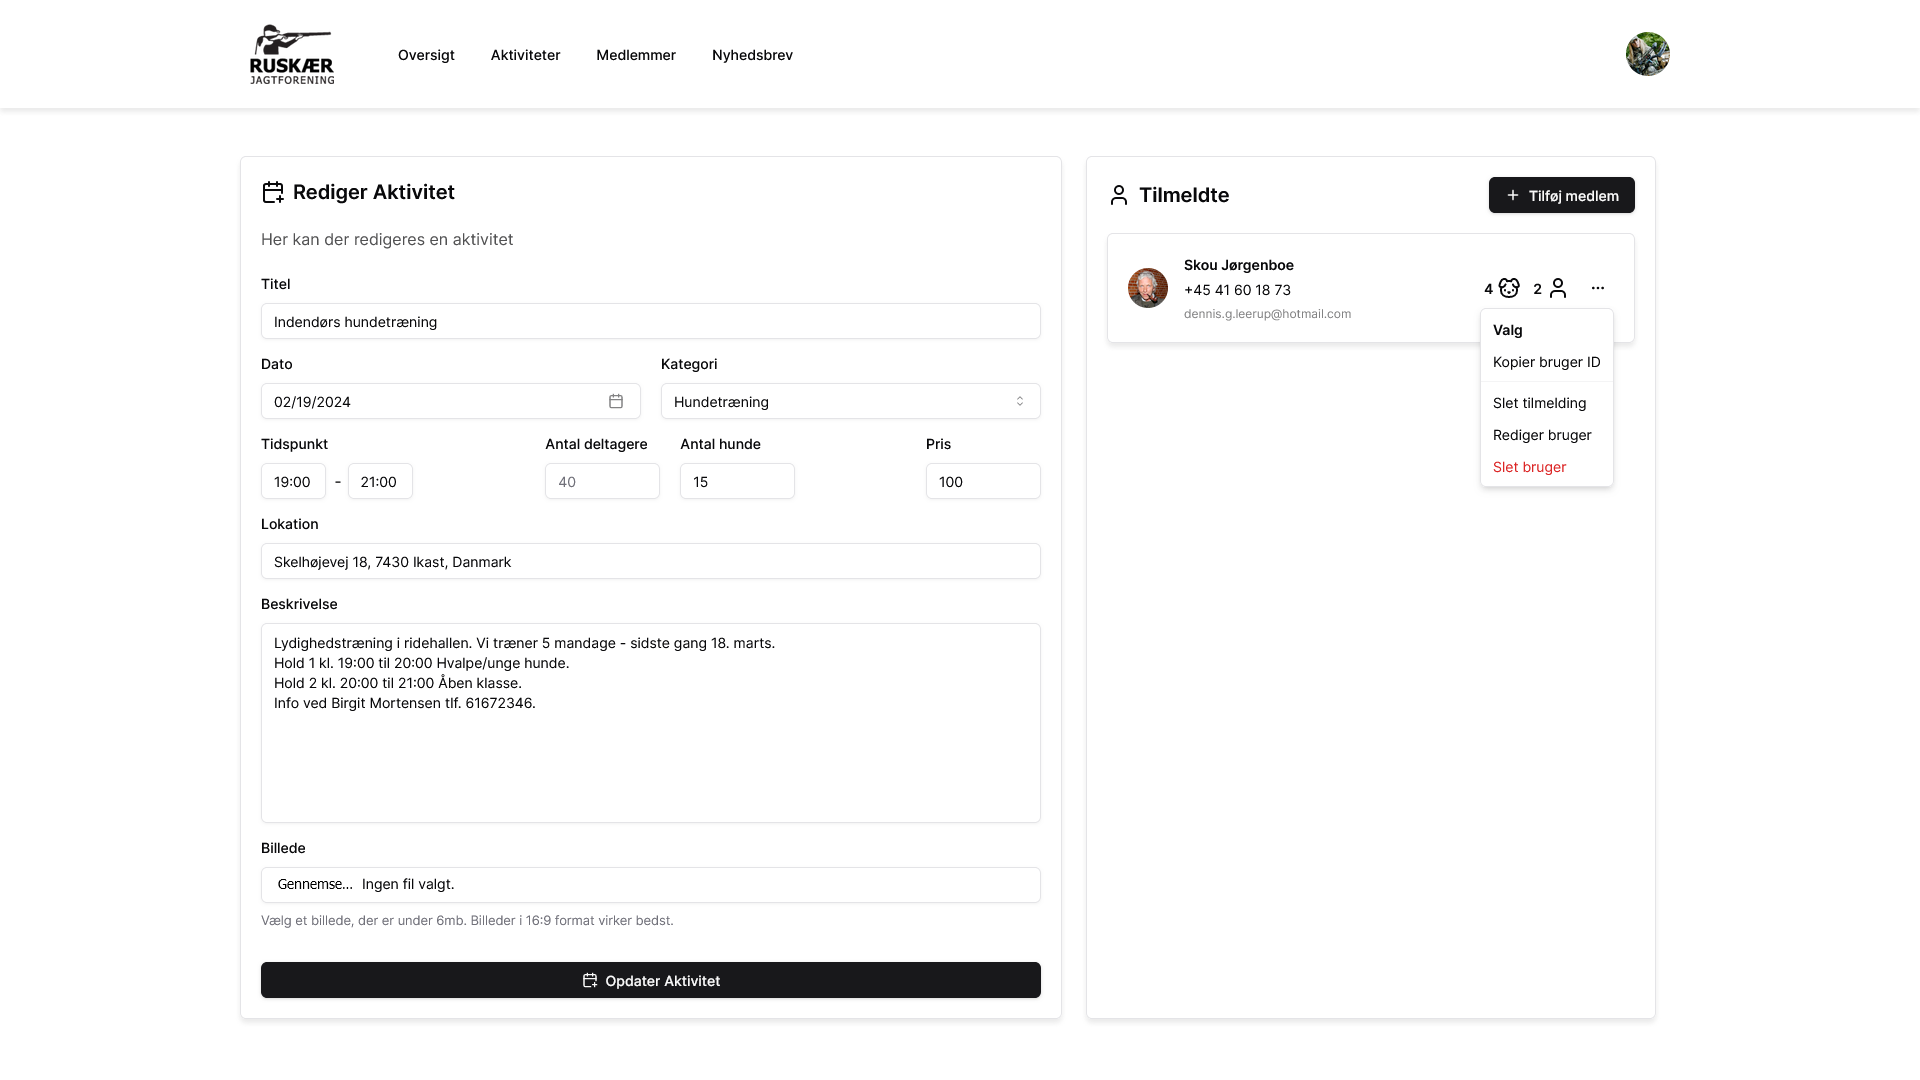 RUSKÆR
JAGTFORENING
Oversigt
Aktiviteter
Medlemmer
Nyhedsbrev
Rediger Aktivitet
Her kan der redigeres en aktivitet
Titel
Indendørs hundetræning
Dato
Kategori
02/19/2024
Hundetræning
Tidspunkt
Antal deltagere
Antal hunde
Pris
19:00 - 21:00
40
15
100
Lokation
Skelhøjevej 18, 7430 Ikast, Danmark
Beskrivelse
Lydighedstræning i ridehallen. Vi træner 5 mandage - sidste gang 18. marts.
Hold 1 kl. 19:00 til 20:00 Hvalpe/unge hunde.
Hold 2 kl. 20:00 til 21:00 Åben klasse.
Info ved Birgit Mortensen tlf. 61672346.
Billede
Gennemse... Ingen fil valgt.
Vælg et billede, der er under 6mb. Billeder i 16:9 format virker bedst.
Opdater Aktivitet
Tilmeldte
+ Tilføj medlem
Skou Jørgenboe
+45 41 60 18 73
dennis.g.leerup@hotmail.com
4
2
...
Valg
Kopier bruger ID
Slet tilmelding
Rediger bruger
Slet bruger